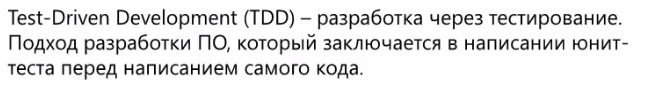 Test-Driven Development (TDD) – разработка через тестирование.
Подход разработки ПО, который заключается в написании юнит-
теста перед написанием самого кода.